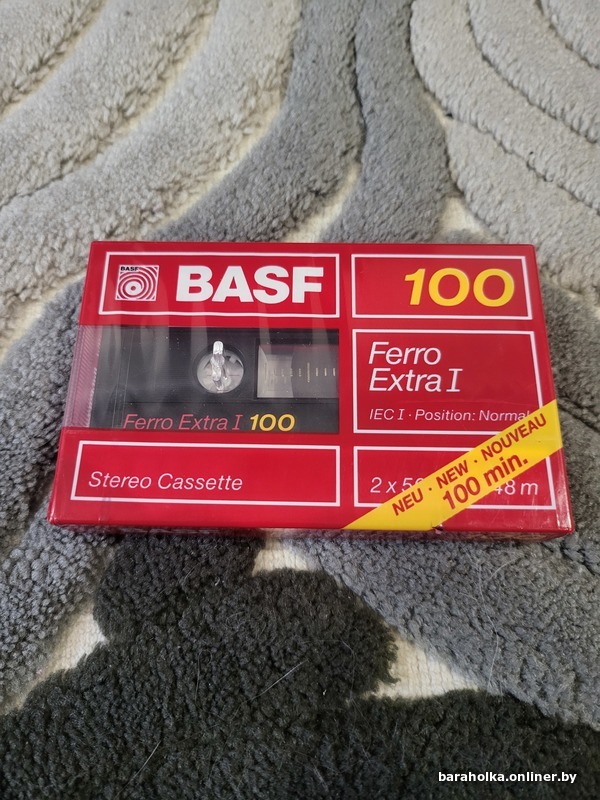 BASF
BASF
100
Ferro
Extra I
IEC I · Position: Normal
Ferro Extra I 100
Stereo Cassette
2 x 5
48 m
NEU · NEW · NOUVEAU
100 min.
baraholka.onliner.by